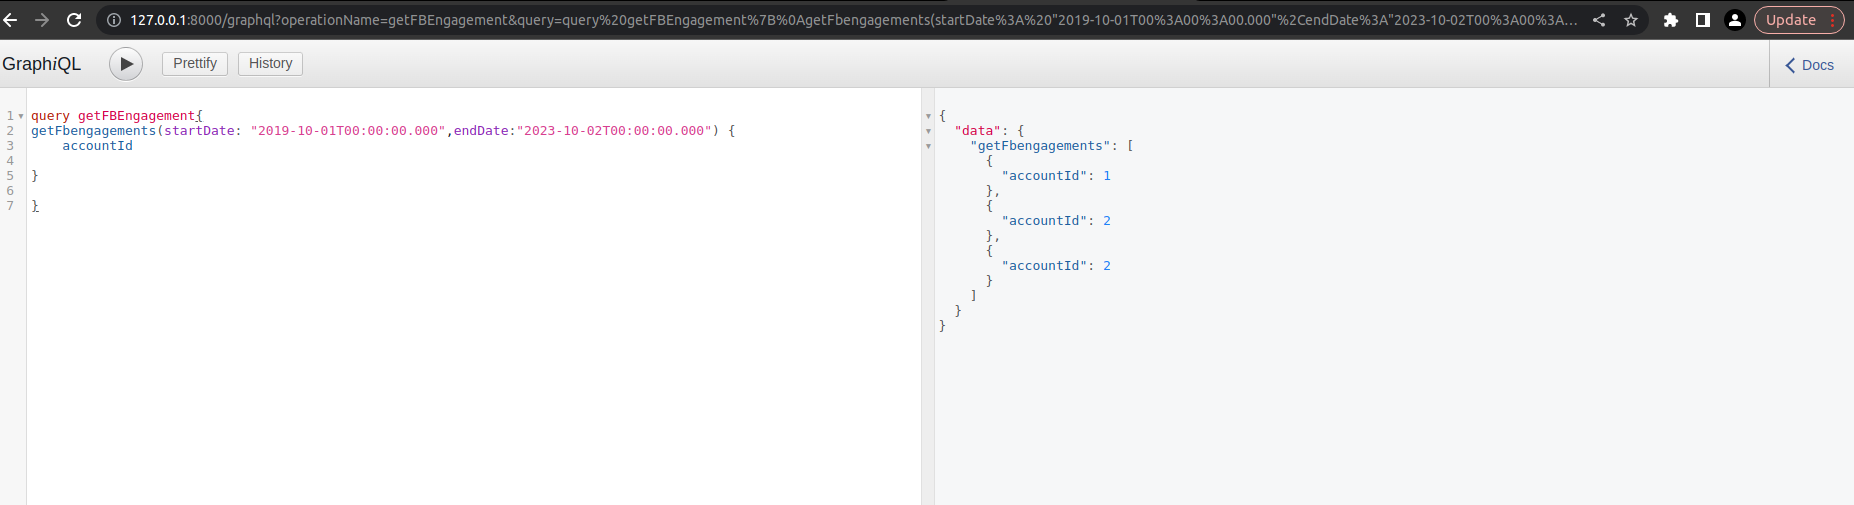 127.0.0.1:8000/graphql?operationName=getFBEngagement&query=query%20getFBEngagement%7B%0AgetFbengagements(startDate%3A%20"2019-10-01T00%3A00%3A00.000"%2CendDate%3A"2023-10-02T00%3A00%3A... Update
GraphiQL Prettify History Docs
1 query getFBEngagement{
2 getFbengagements(startDate: "2019-10-01T00:00:00.000",endDate:"2023-10-02T00:00:00.000") {
3 accountId
4
5 }
6
7 }
{
"data": {
"getFbengagements": [
{
"accountId": 1
},
{
"accountId": 2
},
{
"accountId": 2
}
]
}
}